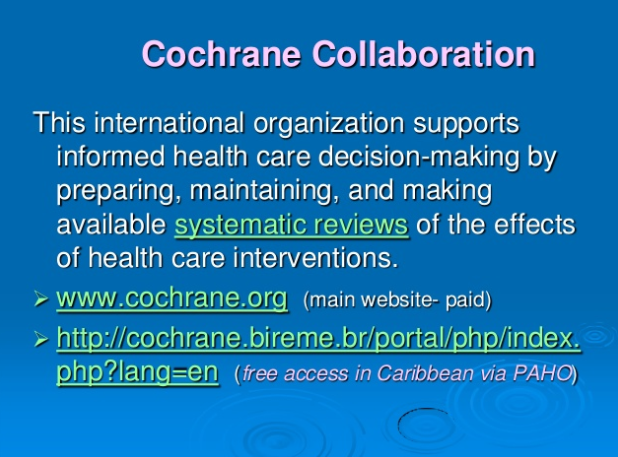 Cochrane Collaboration
This international organization supports
informed health care decision-making by
preparing, maintaining, and making
available systematic reviews of the effects
of health care interventions.
➢ www.cochrane.org (main website- paid)
➢ http://cochrane.bireme.br/portal/php/index.
php?lang=en (free access in Caribbean via PAHO)